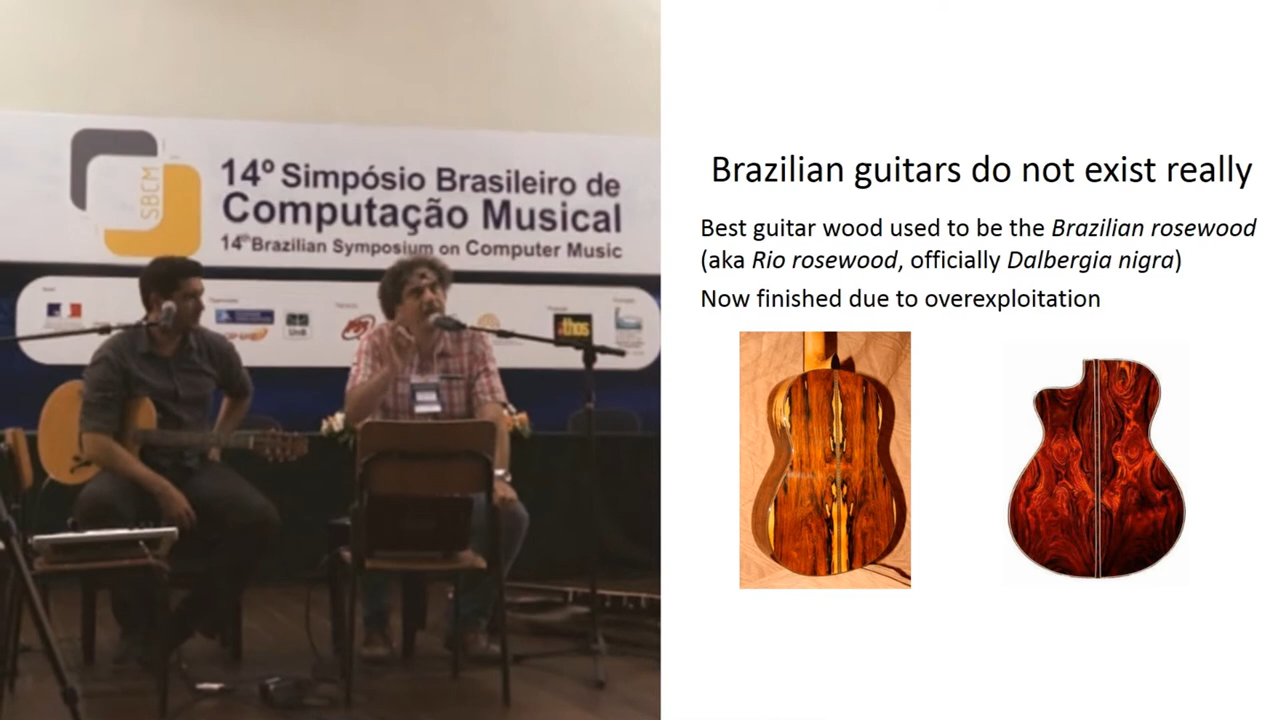 SBCM
14º Simpósio Brasileiro de
Computação Musical
14th Brazilian Symposium on Computer Music
UnB
.athos
Brazilian guitars do not exist really
Best guitar wood used to be the Brazilian rosewood
(aka Rio rosewood, officially Dalbergia nigra)
Now finished due to overexploitation